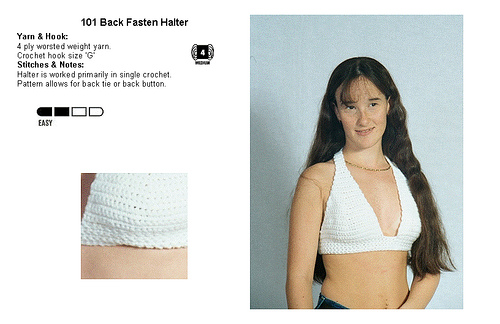 101 Back Fasten Halter
Yarn & Hook:
4 ply worsted weight yarn.
Crochet hook size "G"
Stitches & Notes:
Halter is worked primarily in single crochet.
Pattern allows for back tie or back button.
4
MEDIUM
EASY